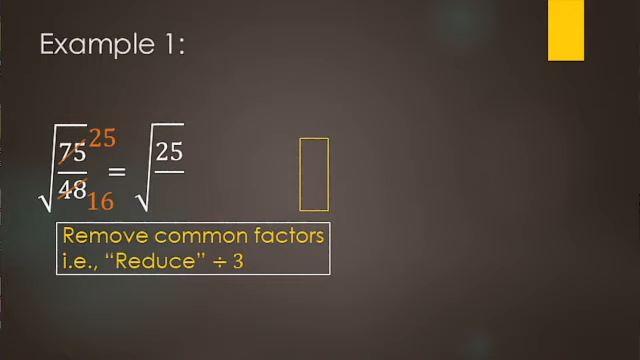 Example 1:
√(75/48) = √(25/
25
16
Remove common factors
i.e., “Reduce” ÷ 3